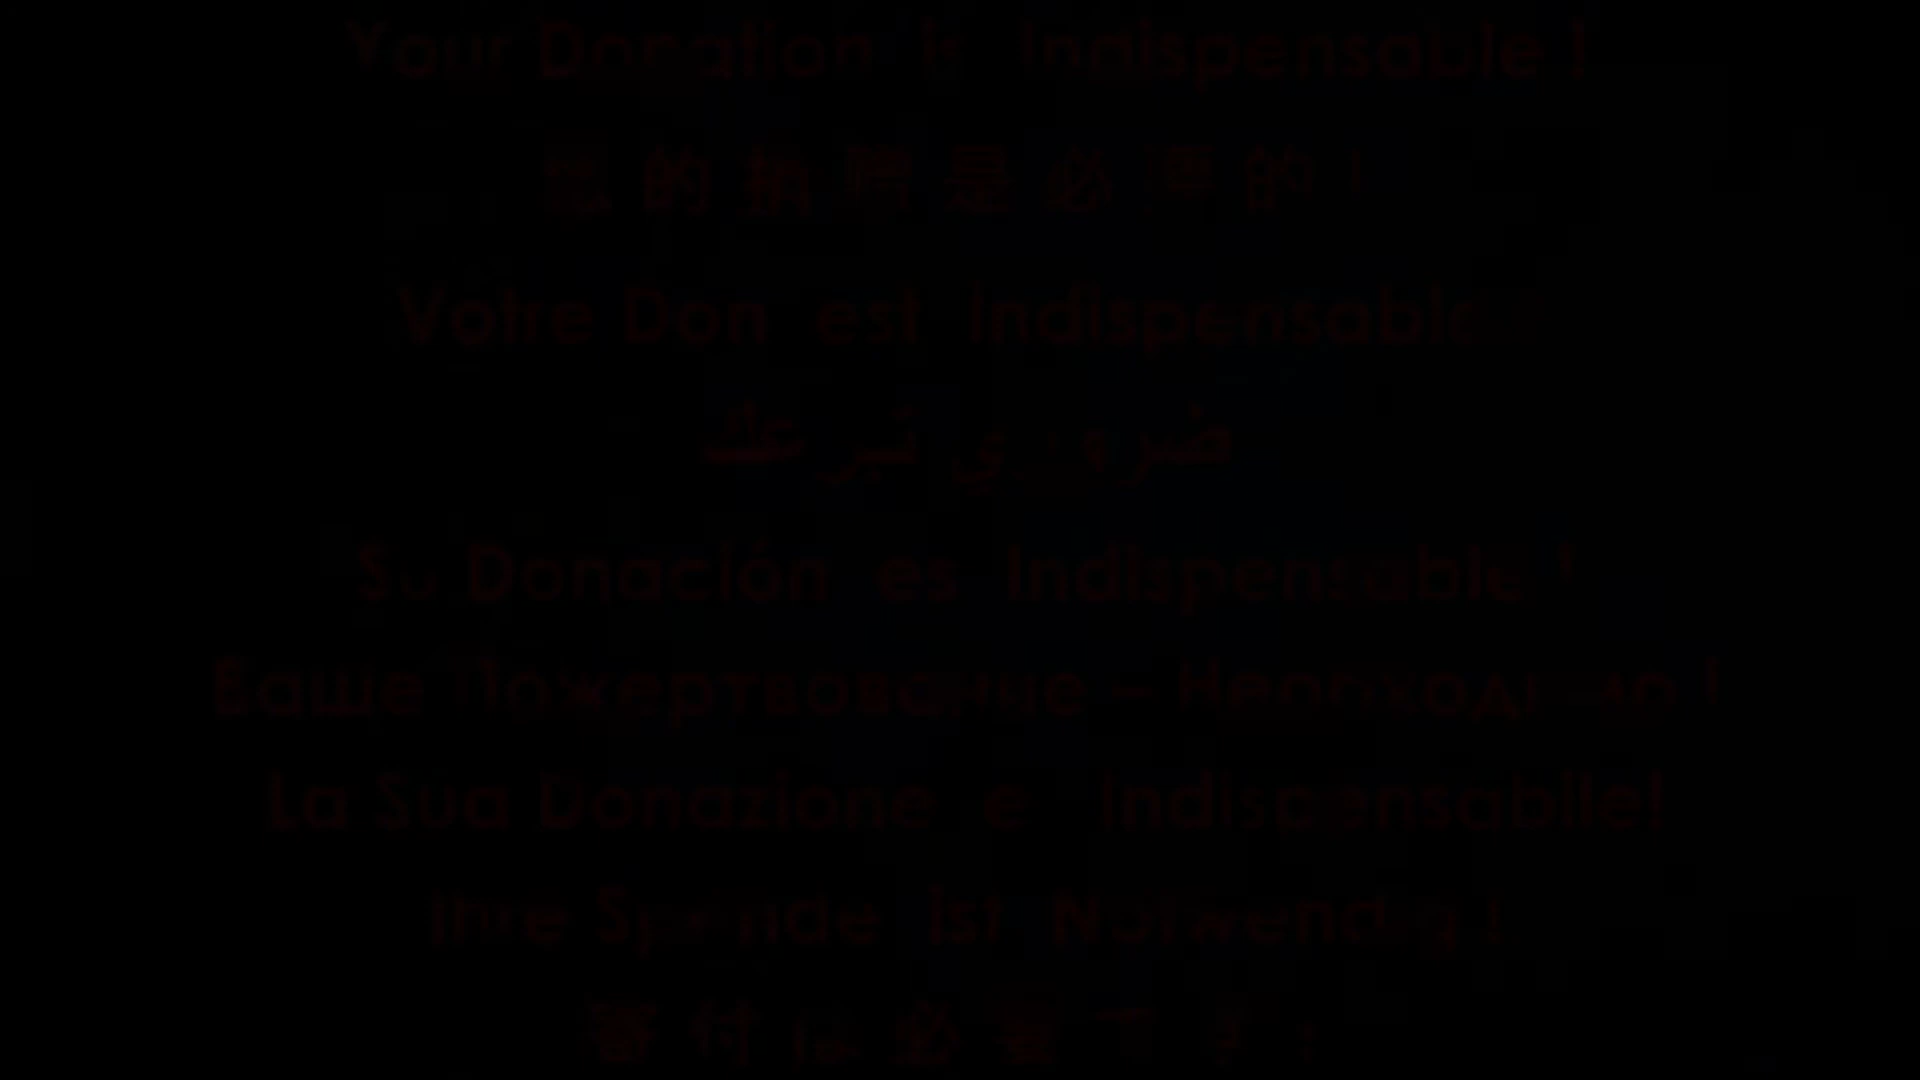 Your Donation is Indispensable !
您 的 捐 贈 是 必 要 的 !
Votre Don est Indispensable
ضروري تبرعك
Su Donación es Indispensable !
Ваше Пожертвование –
La Sua Donazione e Indispensabile!
Ihre Spende ist Notwendig !
寄 付 は 必 要 で す !